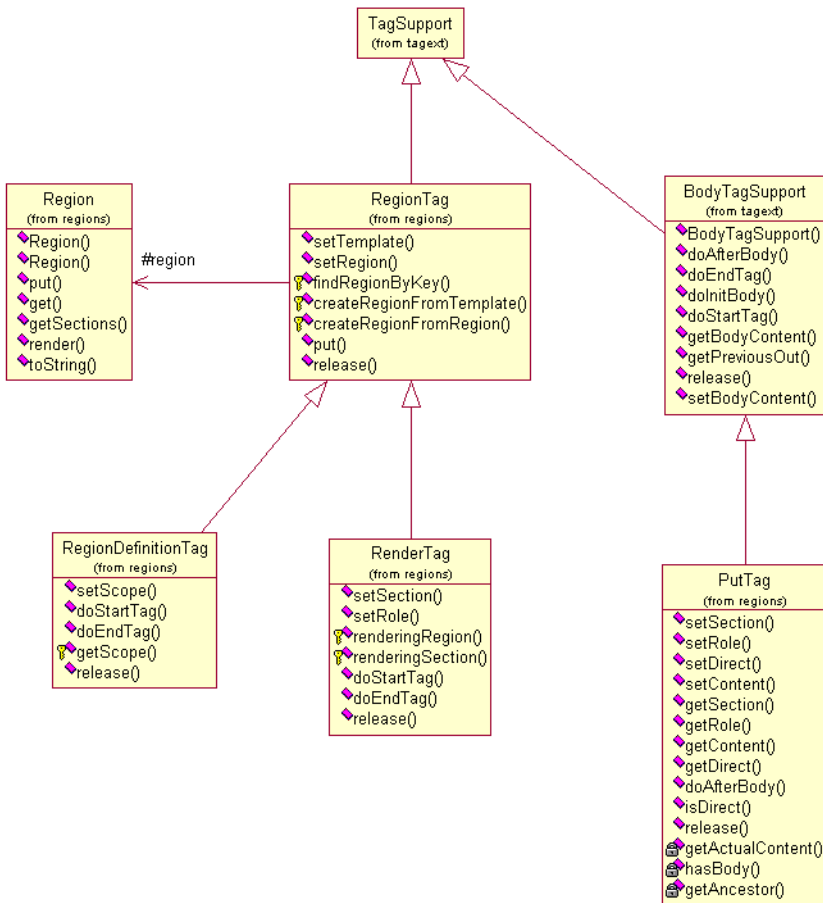 TagSupport
(from tagext)
Region
(from regions)
Region()
Region()
put()
get()
getSections()
render()
toString()
#region
RegionTag
(from regions)
setTemplate()
setRegion()
findRegionByKey()
createRegionFromTemplate()
createRegionFromRegion()
put()
release()
BodyTagSupport
(from tagext)
BodyTagSupport()
doAfterBody()
doEndTag()
doInitBody()
doStartTag()
getBodyContent()
getPreviousOut()
release()
setBodyContent()
RegionDefinitionTag
(from regions)
setScope()
doStartTag()
doEndTag()
getScope()
release()
RenderTag
(from regions)
setSection()
setRole()
renderingRegion()
renderingSection()
doStartTag()
doEndTag()
release()
PutTag
(from regions)
setSection()
setRole()
setDirect()
setContent()
getSection()
getRole()
getContent()
getDirect()
doAfterBody()
isDirect()
release()
getActualContent()
hasBody()
getAncestor()